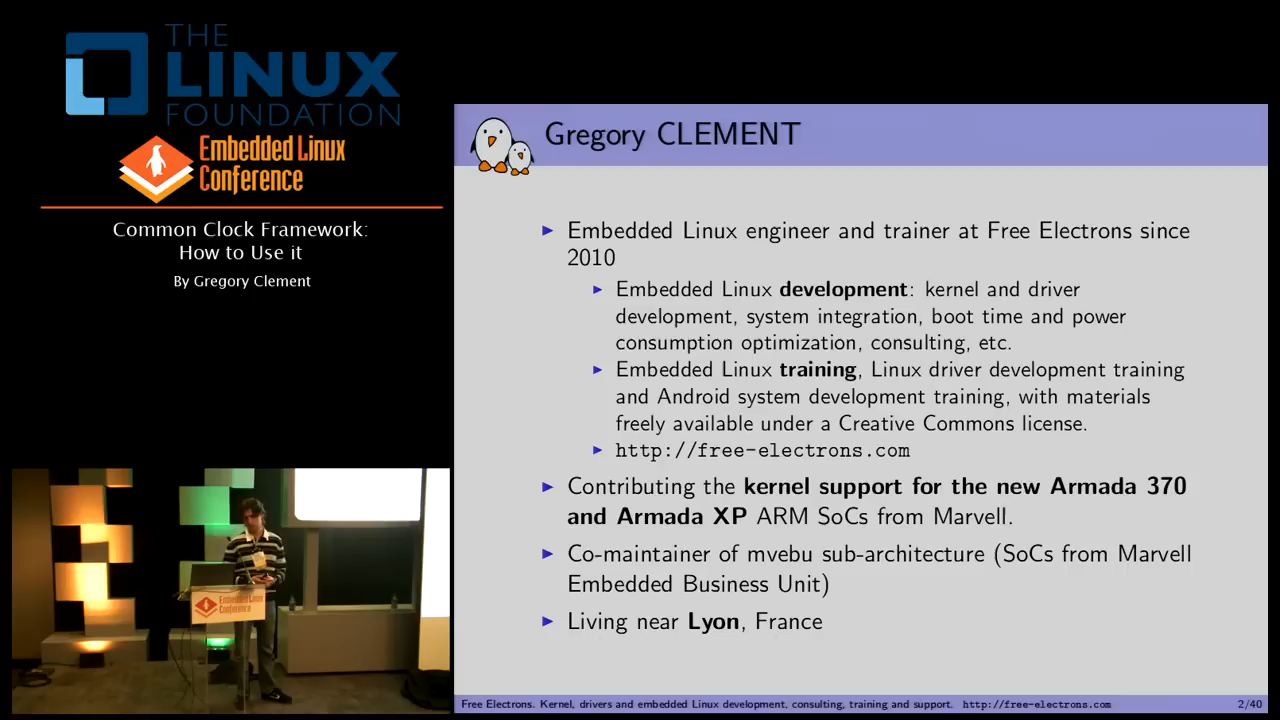 THE
LINUX
FOUNDATION
Embedded Linux
Conference
Common Clock Framework:
How to Use it
By Gregory Clement
Gregory CLEMENT
Embedded Linux engineer and trainer at Free Electrons since
2010
Embedded Linux development: kernel and driver
development, system integration, boot time and power
consumption optimization, consulting, etc.
Embedded Linux training, Linux driver development training
and Android system development training, with materials
freely available under a Creative Commons license.
http://free-electrons.com
Contributing the kernel support for the new Armada 370
and Armada XP ARM SoCs from Marvell.
Co-maintainer of mvebu sub-architecture (SoCs from Marvell
Embedded Business Unit)
Living near Lyon, France
Free Electrons. Kernel, drivers and embedded Linux development, consulting, training and support. http://free-electrons.com 2/40
Embedded Linux
Conference